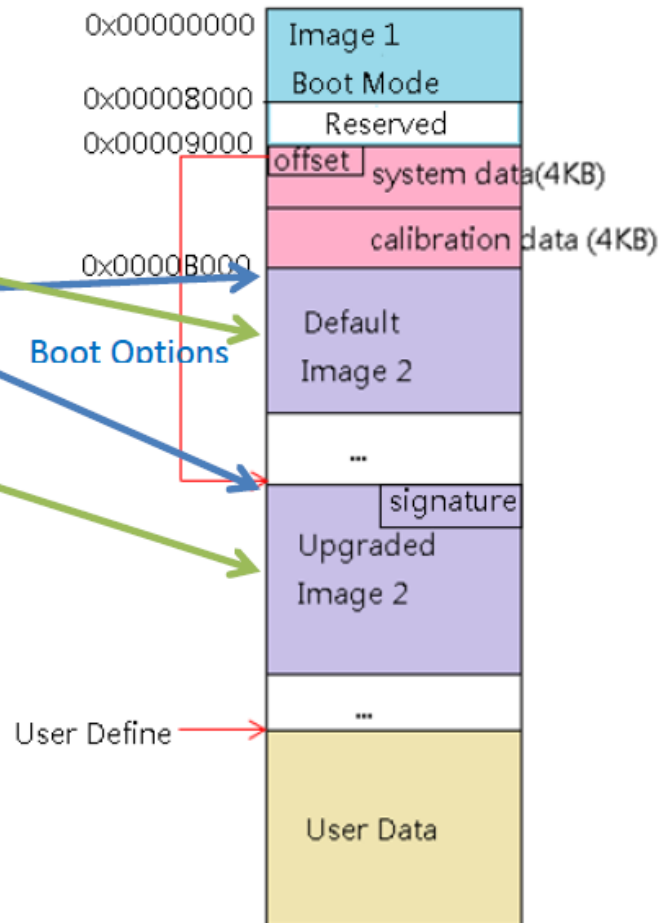 0x00000000
Image 1
Boot Mode
0x00008000
Reserved
0x00009000
offset
system data(4KB)
calibration data (4KB)
0x0000B000
Default
Image 2
Boot Options
...
signature
Upgraded
Image 2
...
User Define
User Data